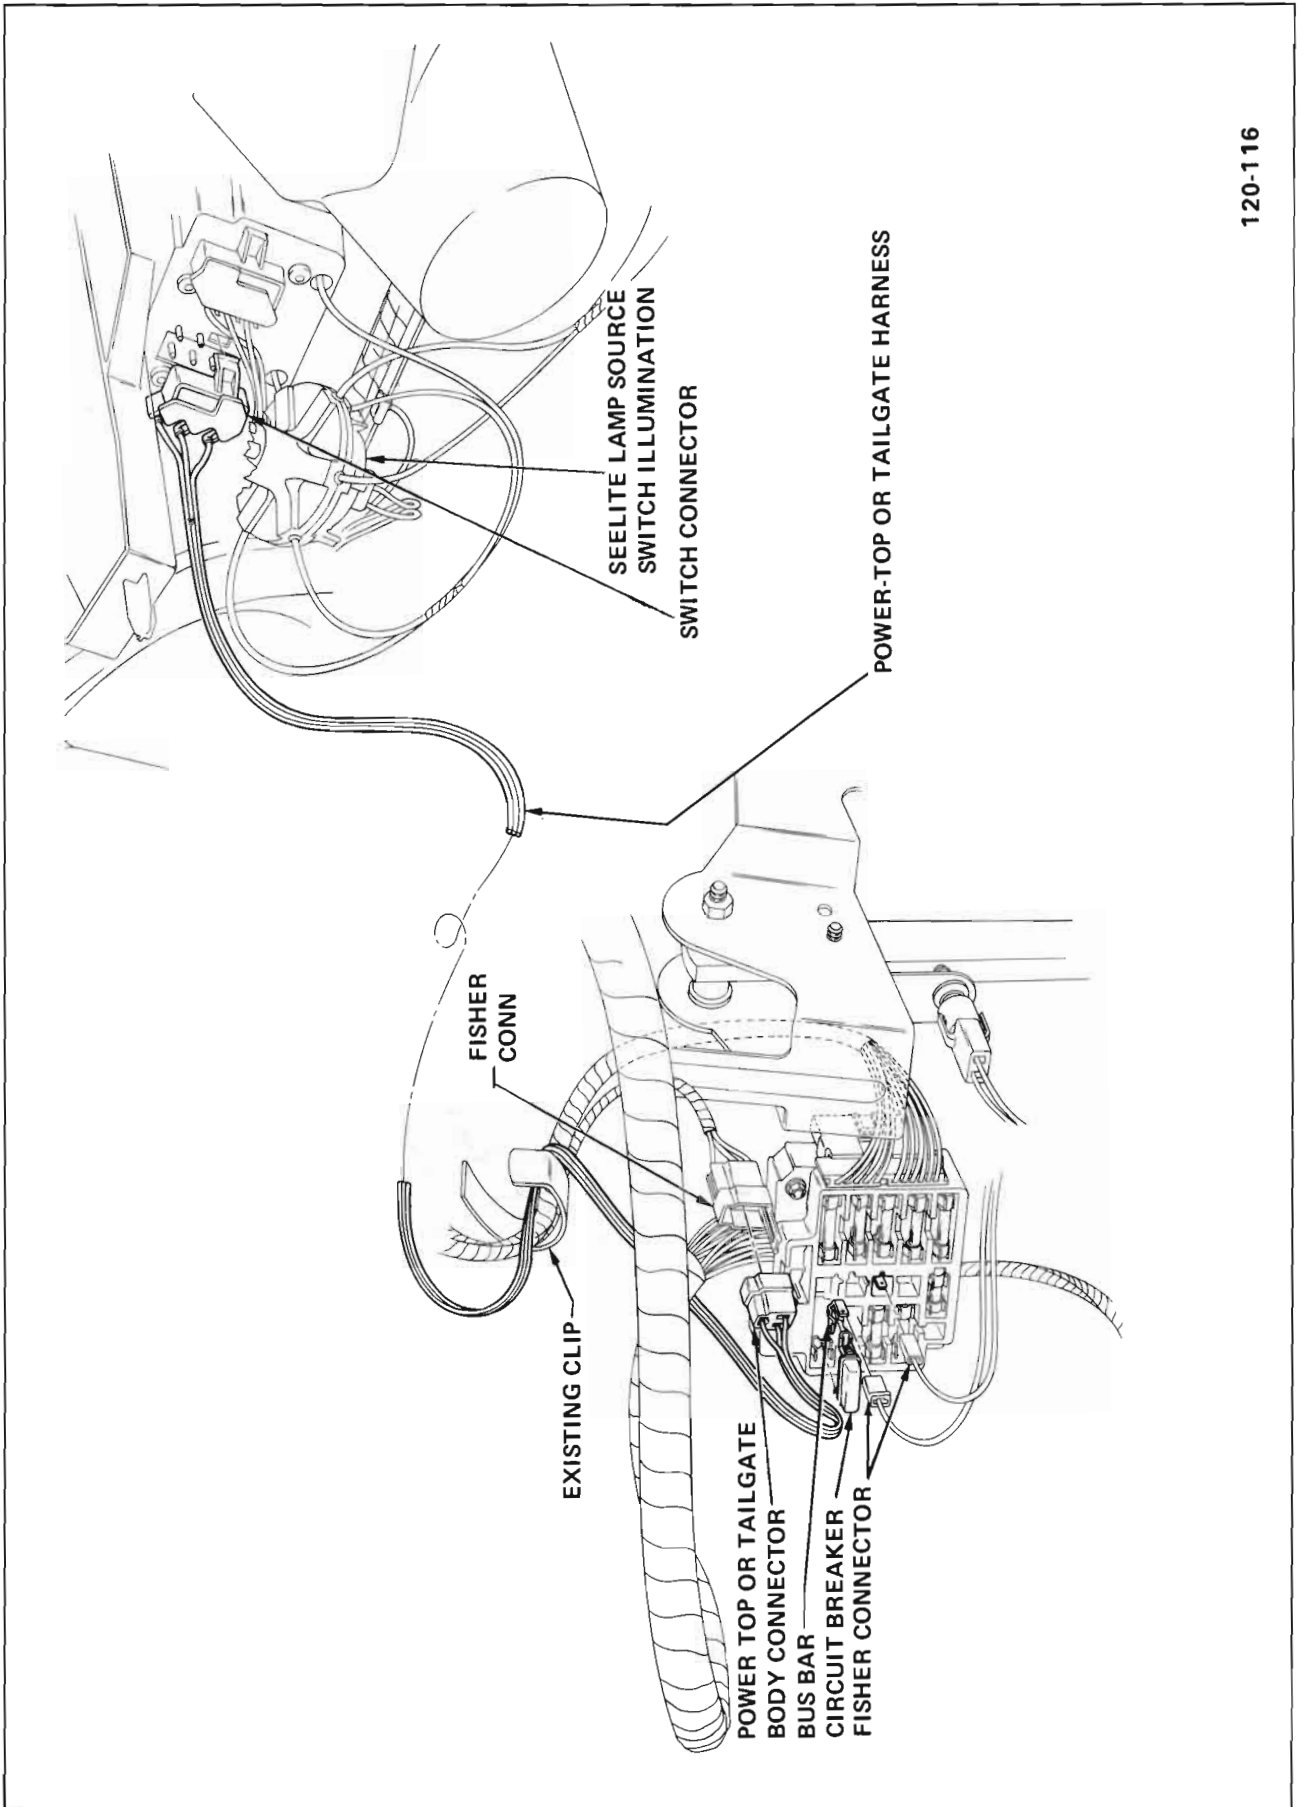 SEELITE LAMP SOURCE
SWITCH ILLUMINATION
SWITCH CONNECTOR
POWER-TOP OR TAILGATE HARNESS
FISHER
CONN
EXISTING CLIP
POWER TOP OR TAILGATE
BODY CONNECTOR
BUS BAR
CIRCUIT BREAKER
FISHER CONNECTOR
120-116